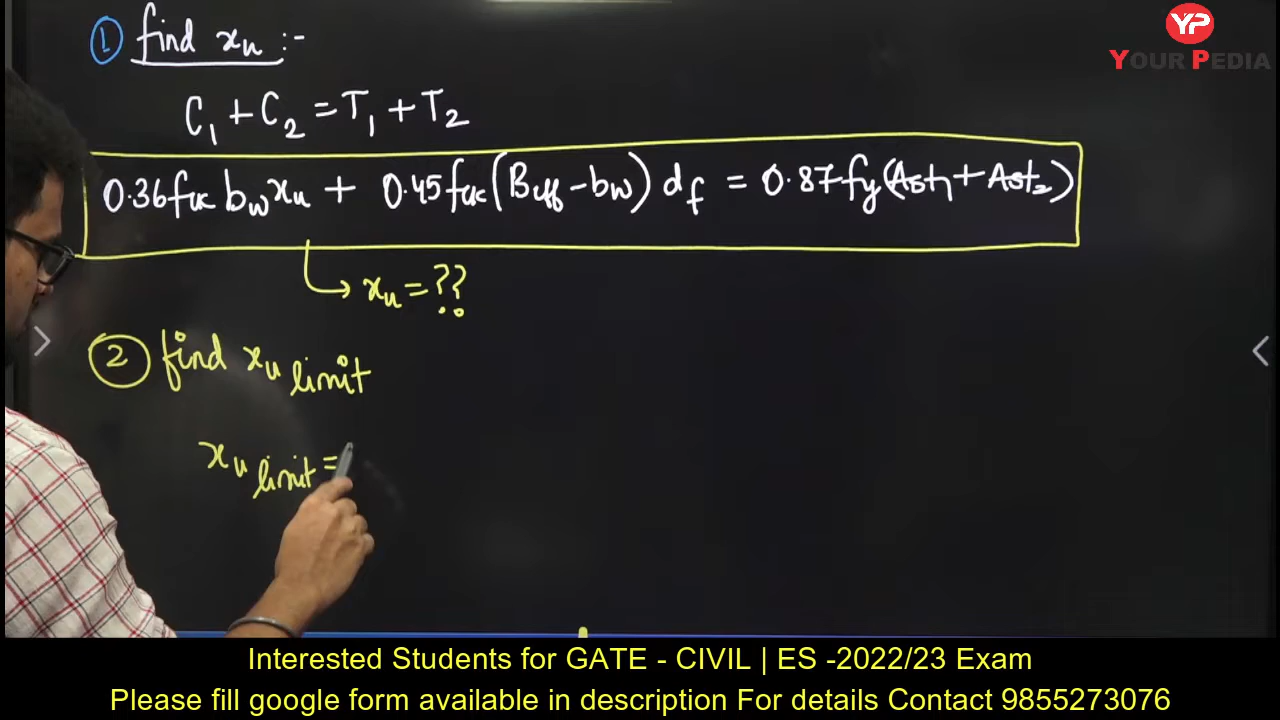 ① find xᵤ :-
YP
YOUR PEDIA
C₁ + C₂ = T₁ + T₂
0.36fck bw xu + 0.45fck (Beff - bw) df = 0.87fy (Ast₁ + Ast₂)
→ xu = ??
② find xu limit
xu limit =
Interested Students for GATE - CIVIL | ES -2022/23 Exam
Please fill google form available in description For details Contact 9855273076